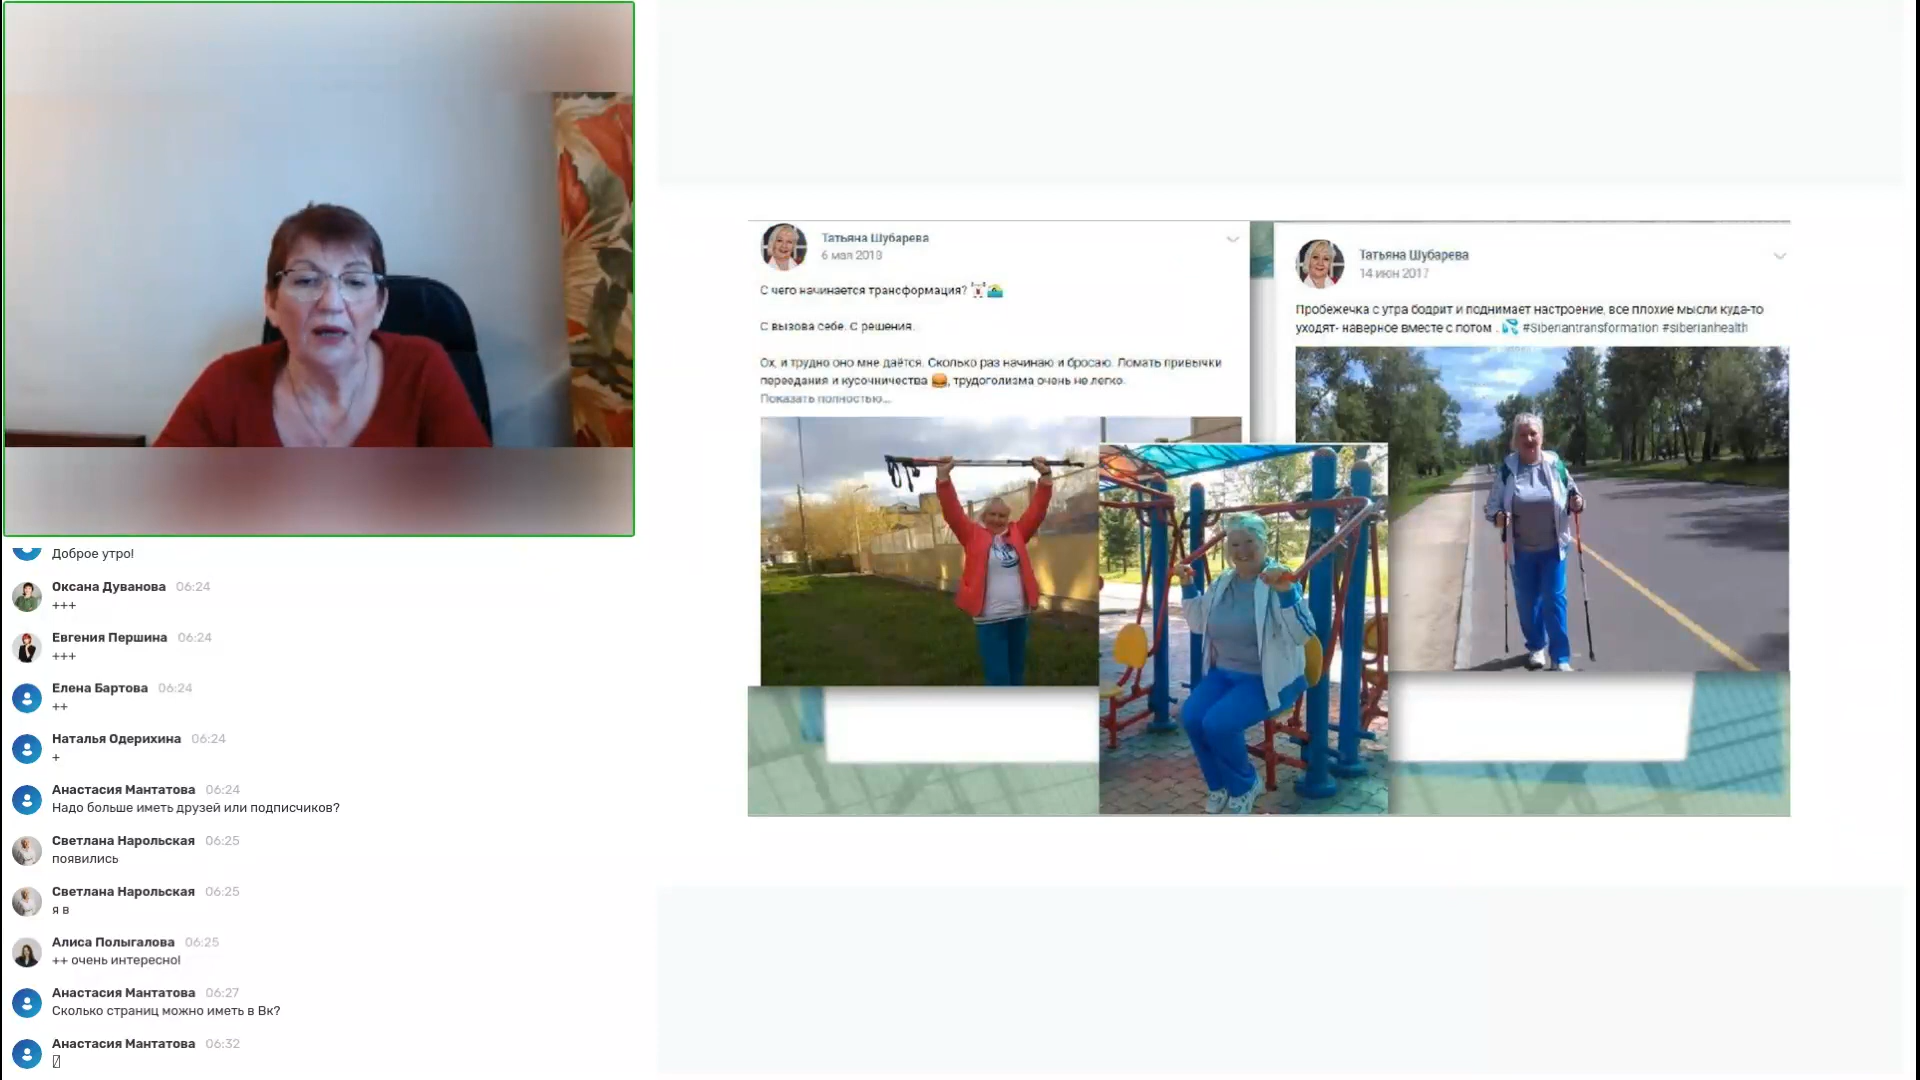 Доброе утро!
Оксана Дуванова 06:24
+++
Евгения Першина 06:24
+++
Елена Бартова 06:24
++
Наталья Одерихина 06:24
+
Анастасия Мантатова 06:24
Надо больше иметь друзей или подписчиков?
Светлана Нарольская 06:25
появились
Светлана Нарольская 06:25
я в
Алиса Полыгалова 06:25
++ очень интересно!
Анастасия Мантатова 06:27
Сколько страниц можно иметь в Вк?
Анастасия Мантатова 06:32
Татьяна Шубарева
6 мая 2018
С чего начинается трансформация?
С вызова себе. С решения.
Ох, и трудно оно мне даётся. Сколько раз начинаю и бросаю. Ломать привычки
переедания и кусочничества 🍔, трудоголизма очень не легко.
Показать полностью...
Татьяна Шубарева
14 июн 2017
Пробежечка с утра бодрит и поднимает настроение, все плохие мысли куда-то
уходят- наверное вместе с потом . 💦 #Siberiantransformation #siberianhealth